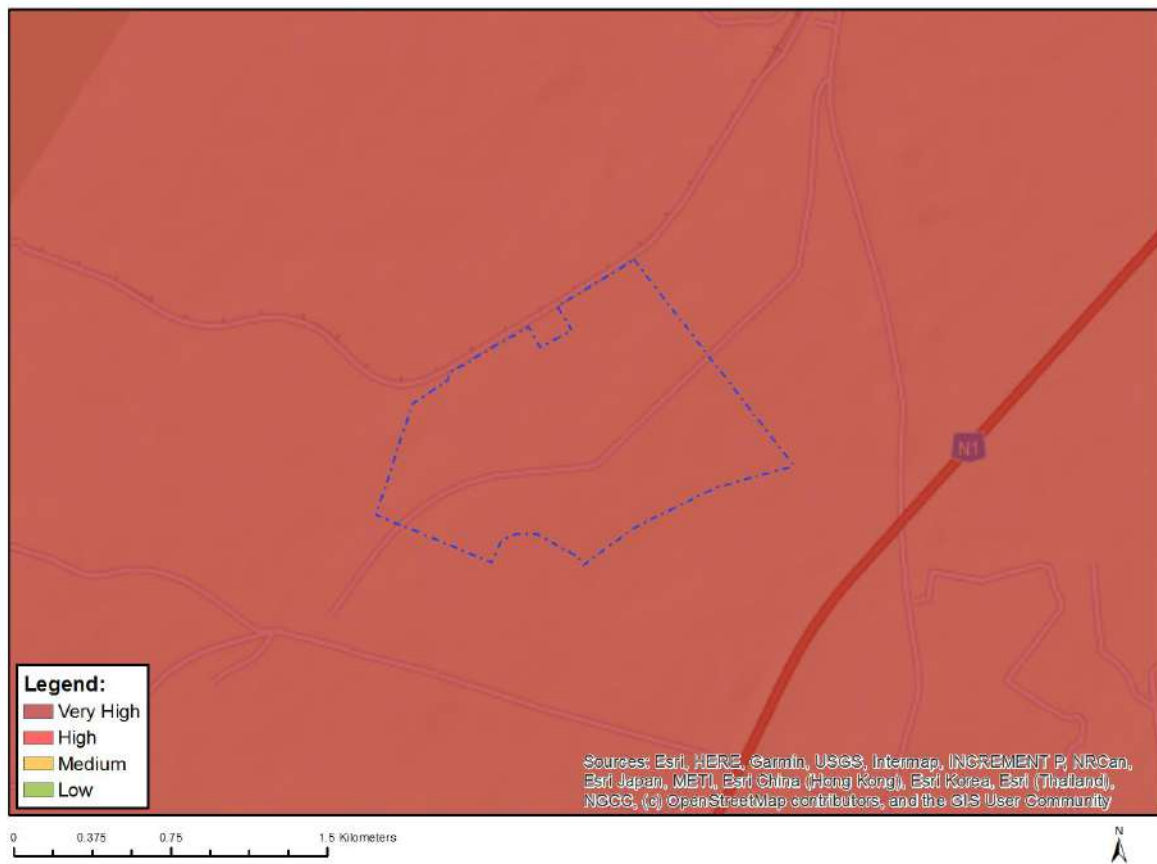 N1
Legend:
Very High
High
Medium
Low
Sources: Esri, HERE, Garmin, USGS, Intermap, INCREMENT P, NRCan,
Esri Japan, METI, Esri China (Hong Kong), Esri Korea, Esri (Thailand),
NGCC, (c) OpenStreetMap contributors, and the GIS User Community
0 0.375 0.75 1.5 Kilometers
N